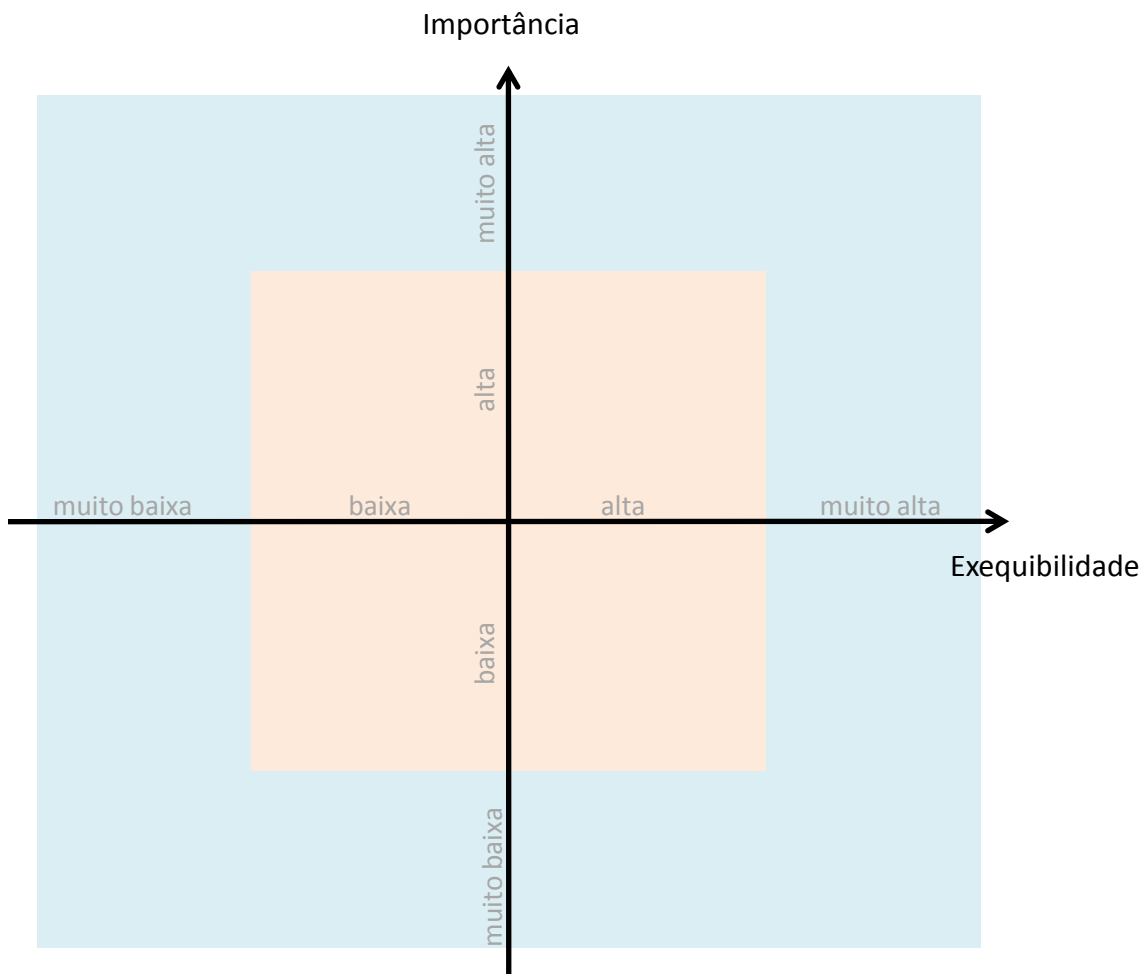 Importância
muito alta
alta
muito baixa
baixa
alta
muito alta
Exequibilidade
baixa
muito baixa